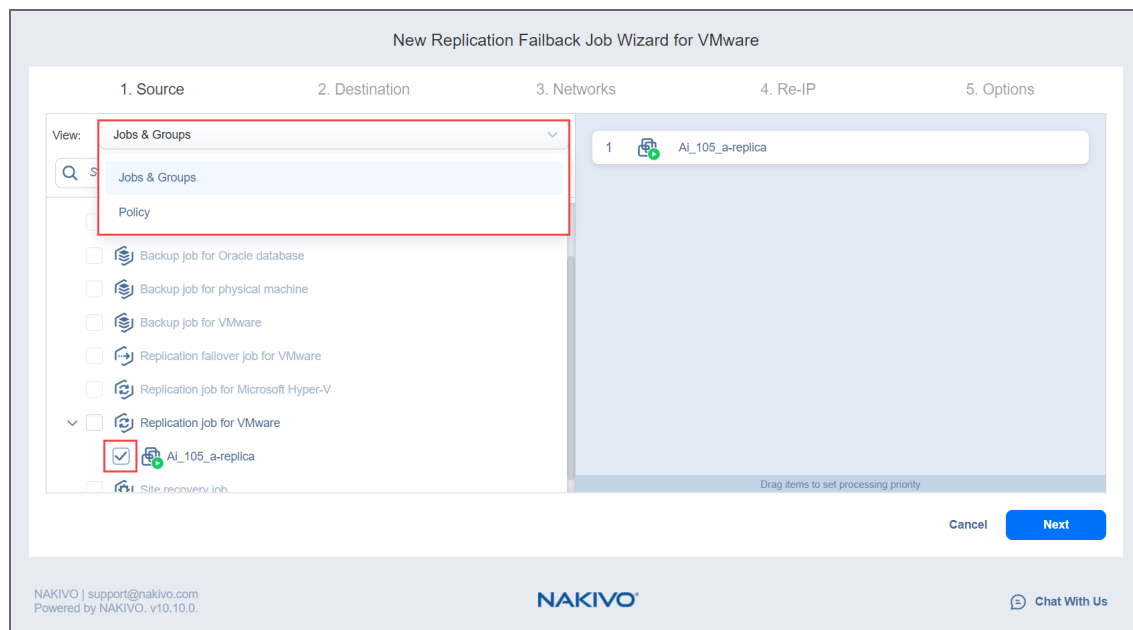 New Replication Failback Job Wizard for VMware
1. Source
2. Destination
3. Networks
4. Re-IP
5. Options
View:
Jobs & Groups
S
Jobs & Groups
Policy
Backup job for Oracle database
Backup job for physical machine
Backup job for VMware
Replication failover job for VMware
Replication job for Microsoft Hyper-V
Replication job for VMware
Ai_105_a-replica
Site recovery job
1 Ai_105_a-replica
Drag items to set processing priority
Cancel
Next
NAKIVO | support@nakivo.com
Powered by NAKIVO. v10.10.0.
NAKIVO®
Chat With Us